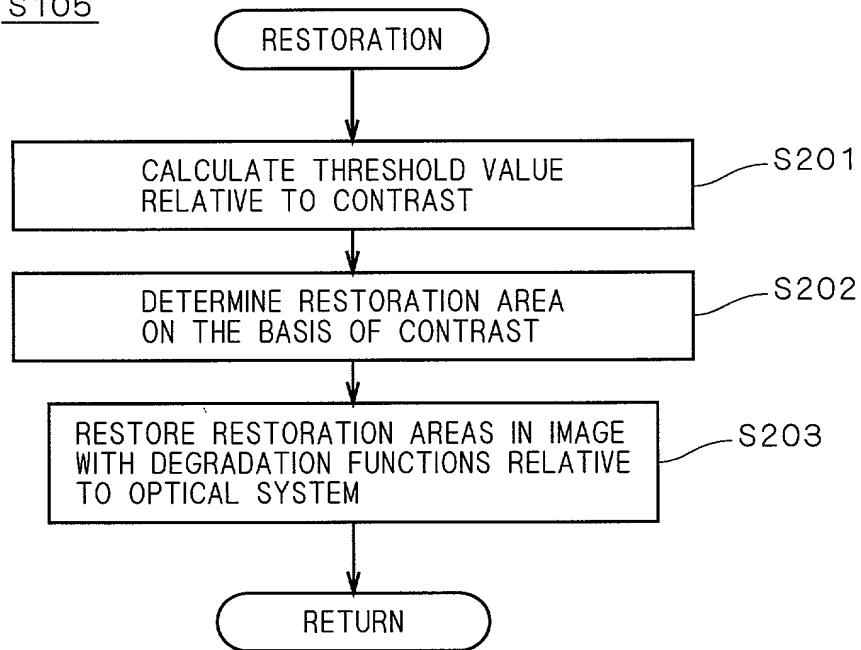 S105
RESTORATION
CALCULATE THRESHOLD VALUE
RELATIVE TO CONTRAST
S201
DETERMINE RESTORATION AREA
ON THE BASIS OF CONTRAST
S202
RESTORE RESTORATION AREAS IN IMAGE
WITH DEGRADATION FUNCTIONS RELATIVE
TO OPTICAL SYSTEM
S203
RETURN